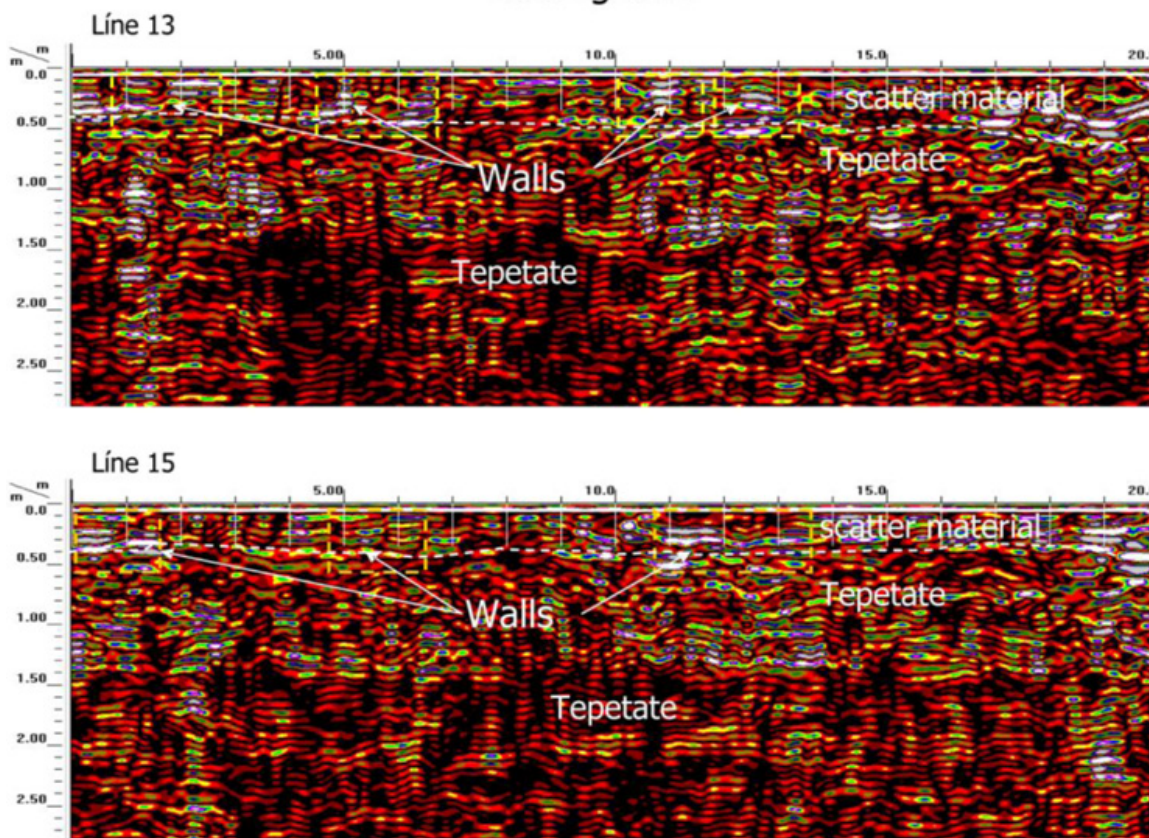 Líne 13
m
m 5.00 10.0 15.0 20.
0.0
scatter material
0.50
Tepetate
Walls
1.00
1.50
Tepetate
2.00
2.50
Líne 15
m
m 5.00 10.0 15.0 20.
0.0
scatter material
0.50
Tepetate
Walls
1.00
1.50
Tepetate
2.00
2.50